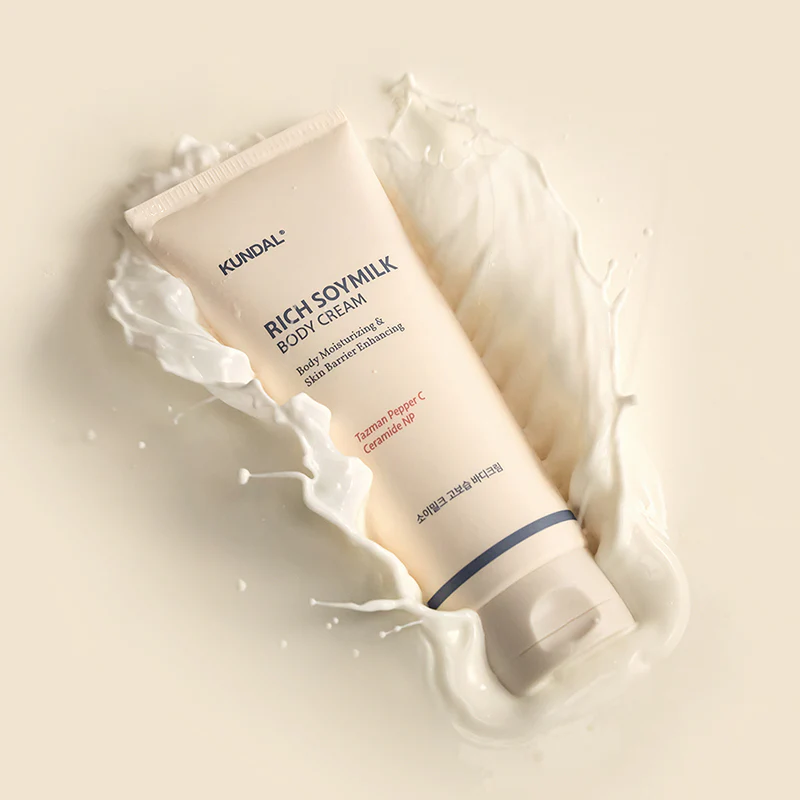 KUNDAL®
RICH SOYMILK
BODY CREAM
Body Moisturizing &
Skin Barrier Enhancing
Tazman Pepper C
Ceramide NP
소이밀크 고보습 바디크림